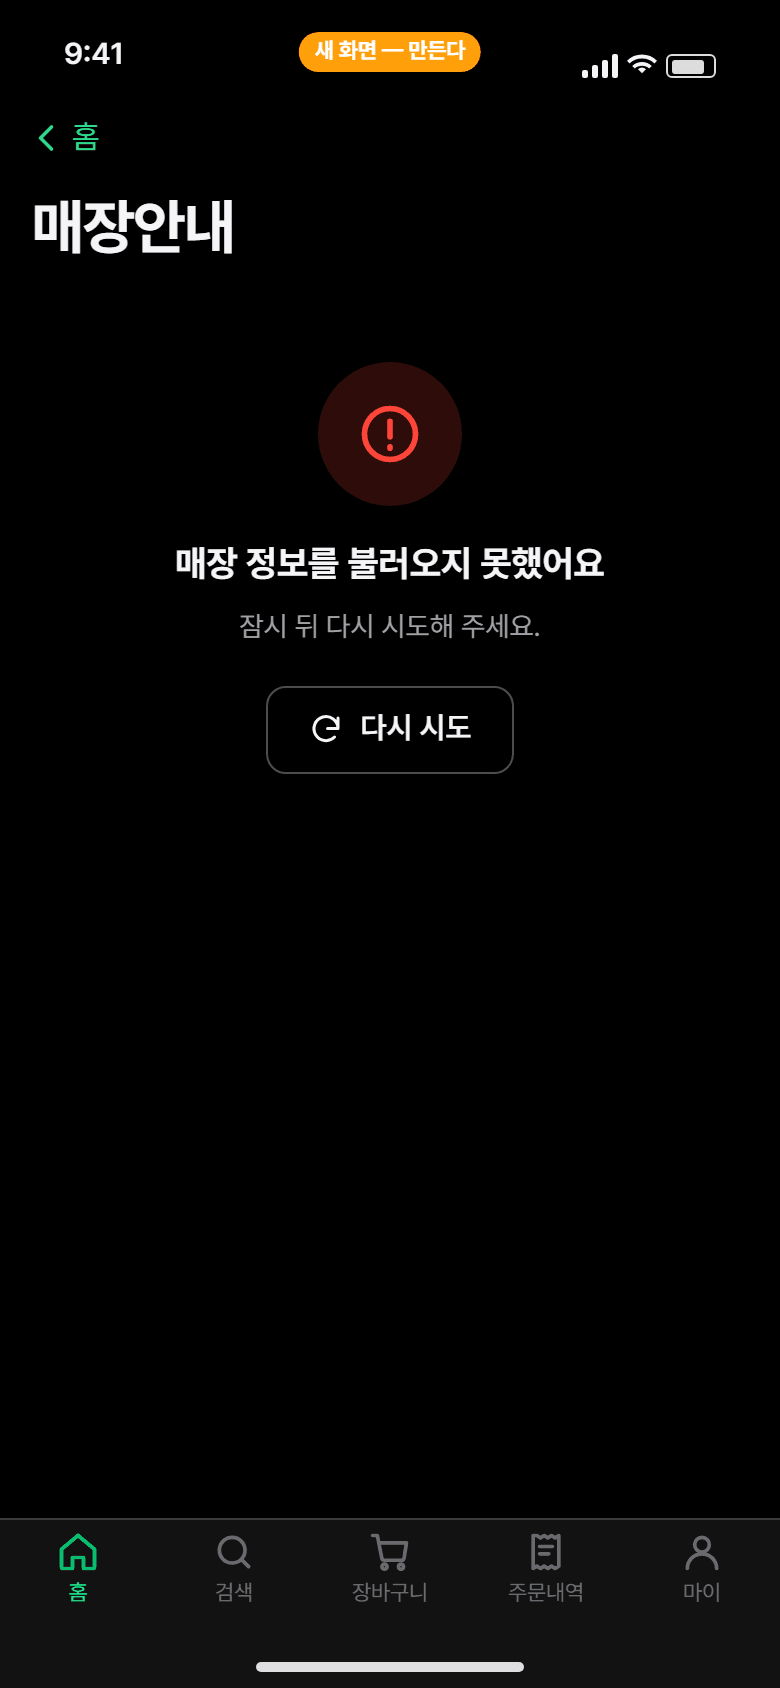 9:41
새 화면 — 만든다
홈
매장안내
매장 정보를 불러오지 못했어요
잠시 뒤 다시 시도해 주세요.
다시 시도
홈
검색
장바구니
주문내역
마이